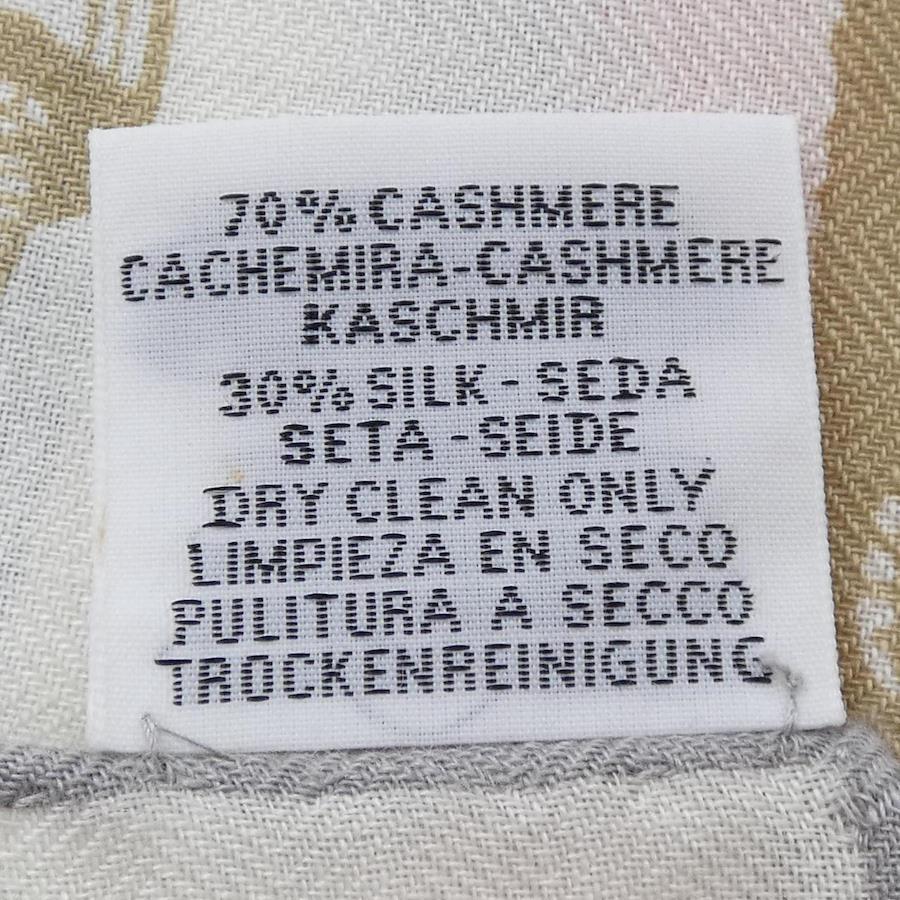 70% CASHMERE
CACHEMIRA-CASHMERE
KASCHMIR
30% SILK - SEDA
SETA - SEIDE
DRY CLEAN ONLY
LIMPIEZA EN SECO
PULITURA A SECCO
TROCKENREINIGUNG